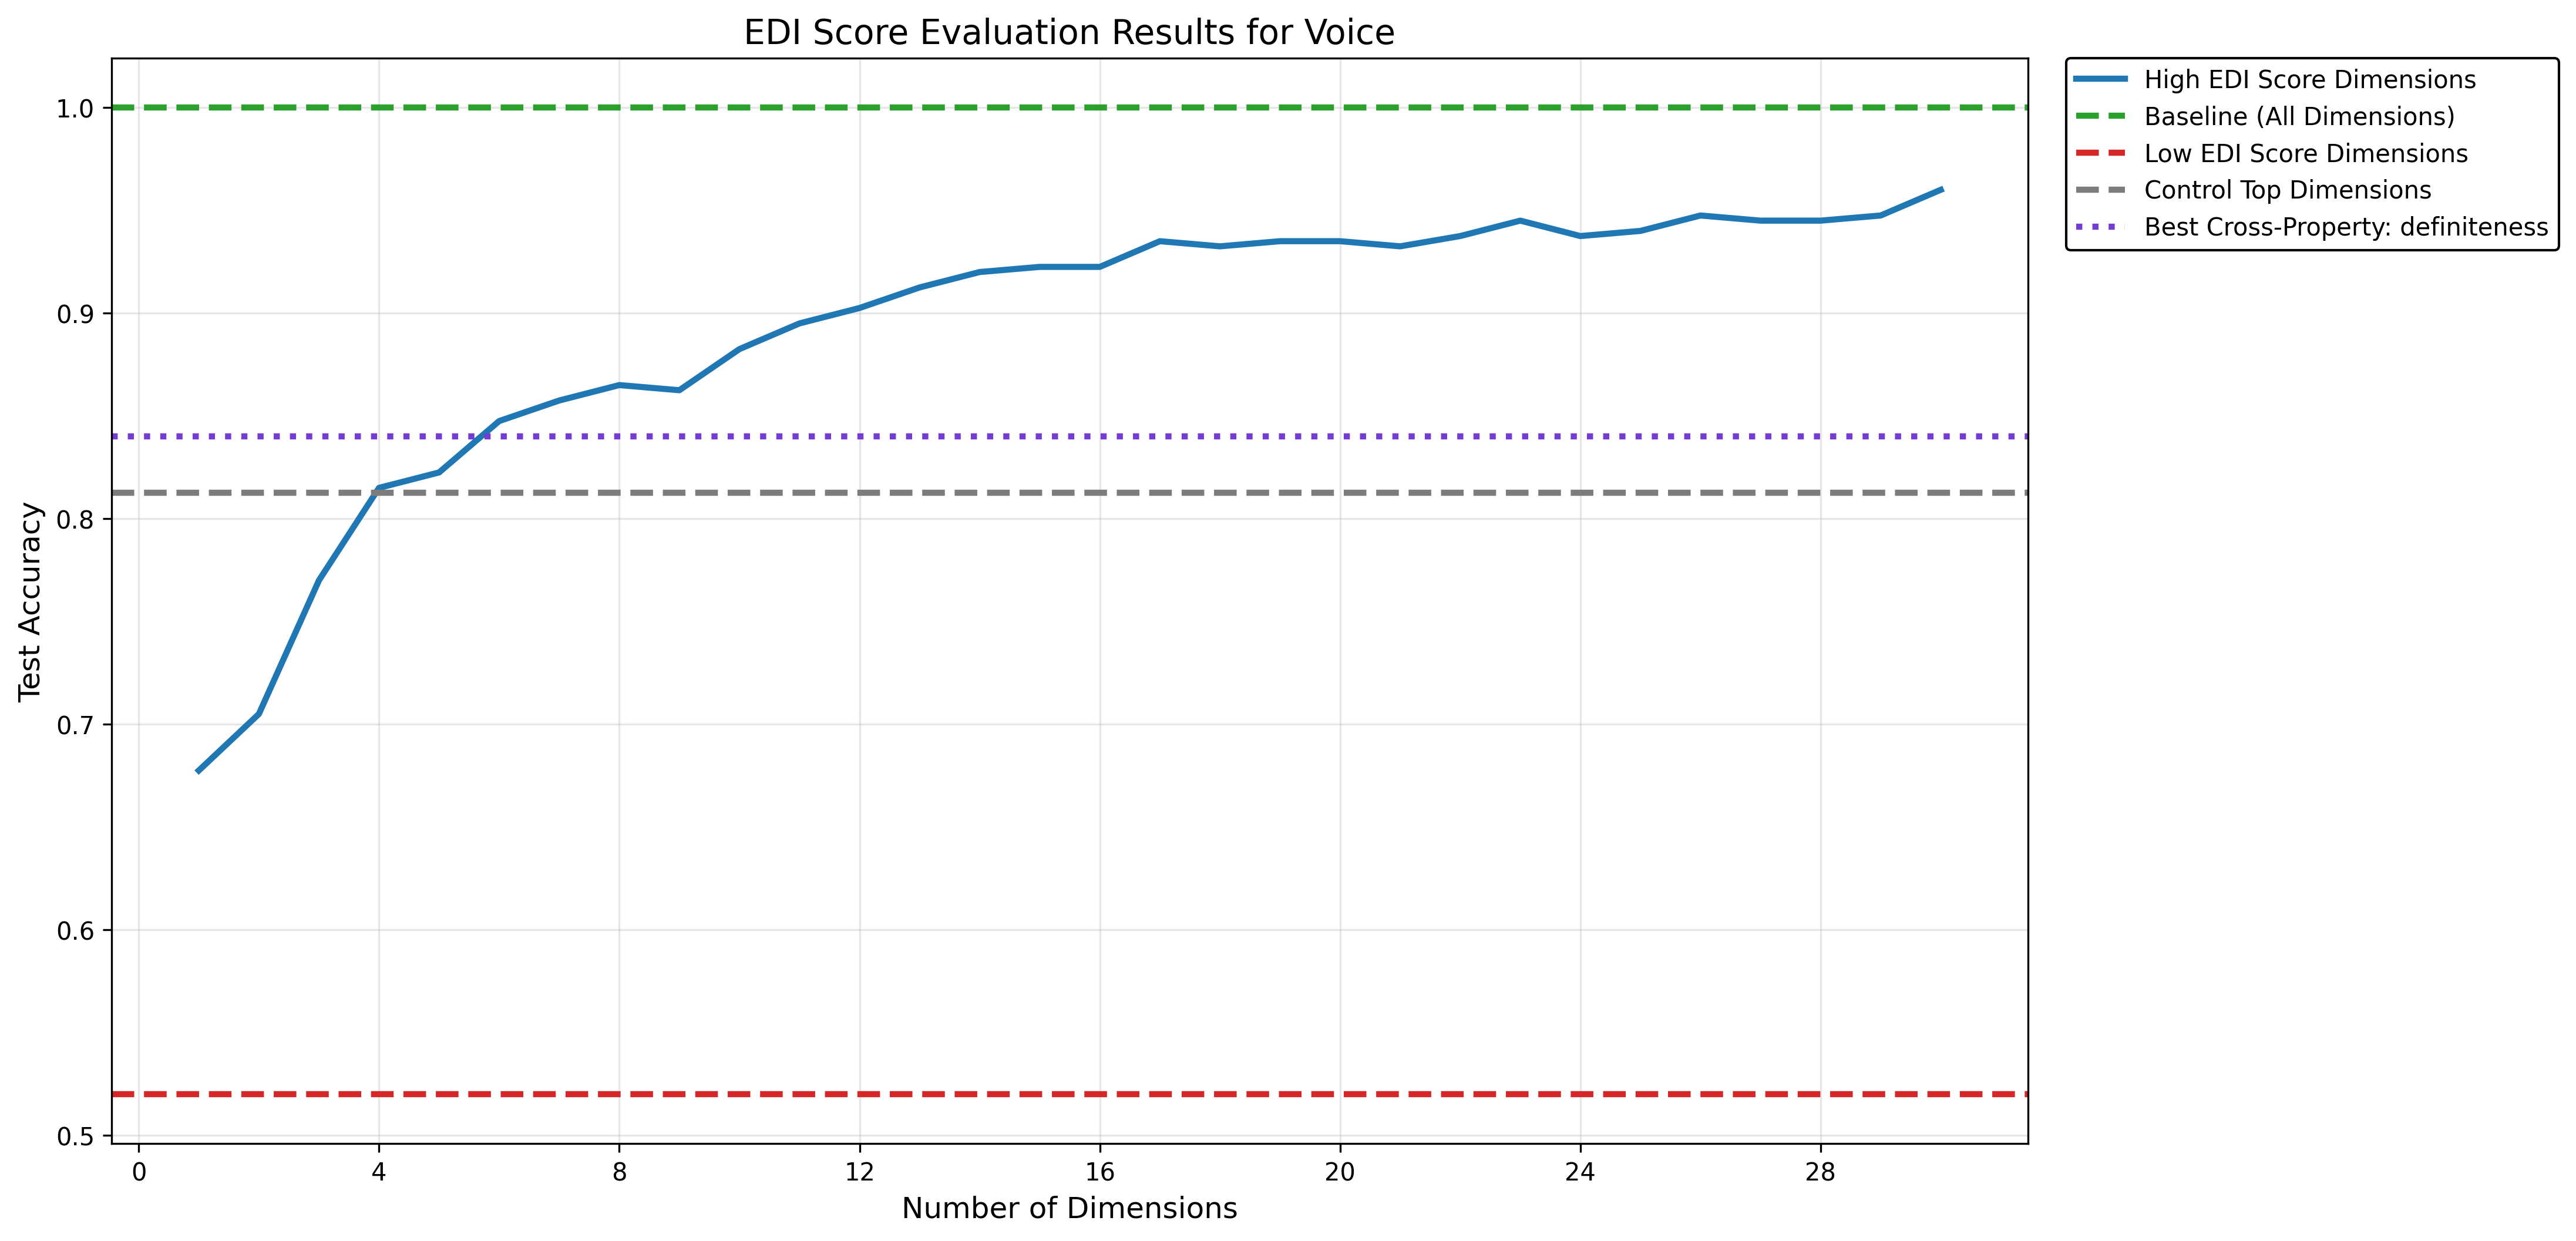 EDI Score Evaluation Results for Voice
High EDI Score Dimensions
Baseline (All Dimensions)
Low EDI Score Dimensions
Control Top Dimensions
Best Cross-Property: definiteness
Test Accuracy
1.0
0.9
0.8
0.7
0.6
0.5
0 4 8 12 16 20 24 28
Number of Dimensions